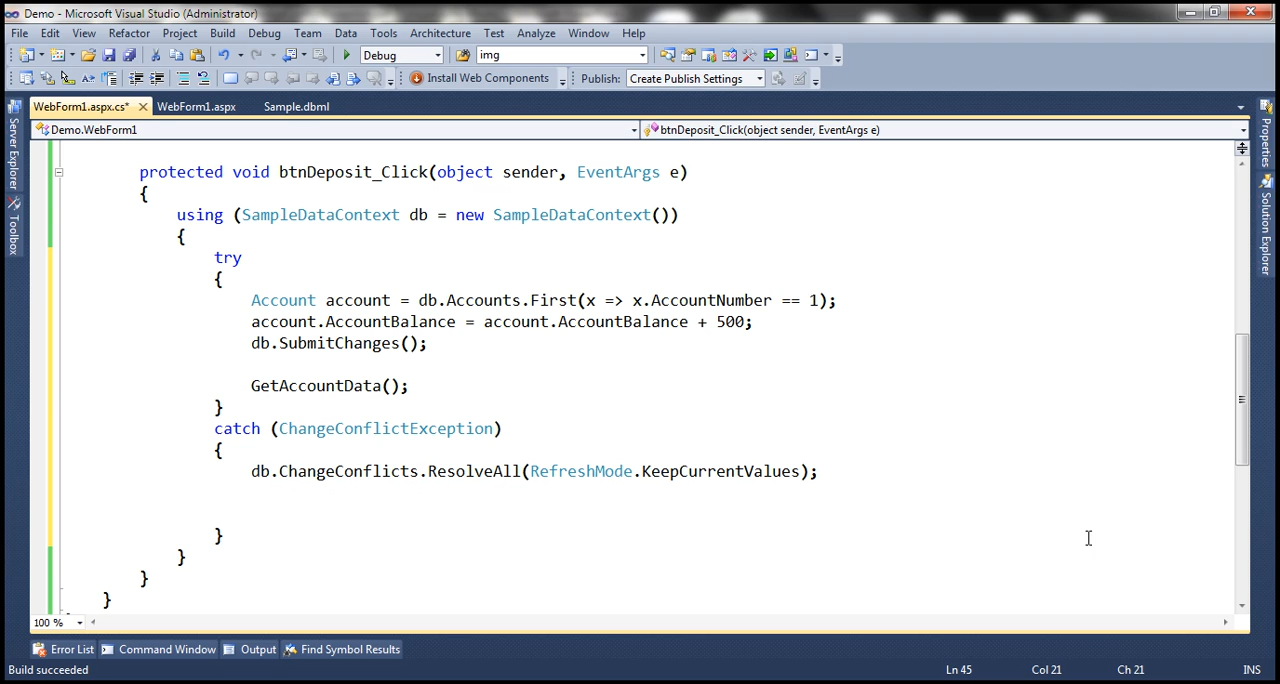 Demo - Microsoft Visual Studio (Administrator)
File Edit View Refactor Project Build Debug Team Data Tools Architecture Test Analyze Window Help
Debug img
Install Web Components Publish: Create Publish Settings
WebForm1.aspx.cs* WebForm1.aspx Sample.dbml
Demo.WebForm1 btnDeposit_Click(object sender, EventArgs e)
Server Explorer
Toolbox
Properties
Solution Explorer
protected void btnDeposit_Click(object sender, EventArgs e)
{
using (SampleDataContext db = new SampleDataContext())
{
try
{
Account account = db.Accounts.First(x => x.AccountNumber == 1);
account.AccountBalance = account.AccountBalance + 500;
db.SubmitChanges();
GetAccountData();
}
catch (ChangeConflictException)
{
db.ChangeConflicts.ResolveAll(RefreshMode.KeepCurrentValues);
}
}
}
}
100 %
Error List Command Window Output Find Symbol Results
Build succeeded Ln 45 Col 21 Ch 21 INS